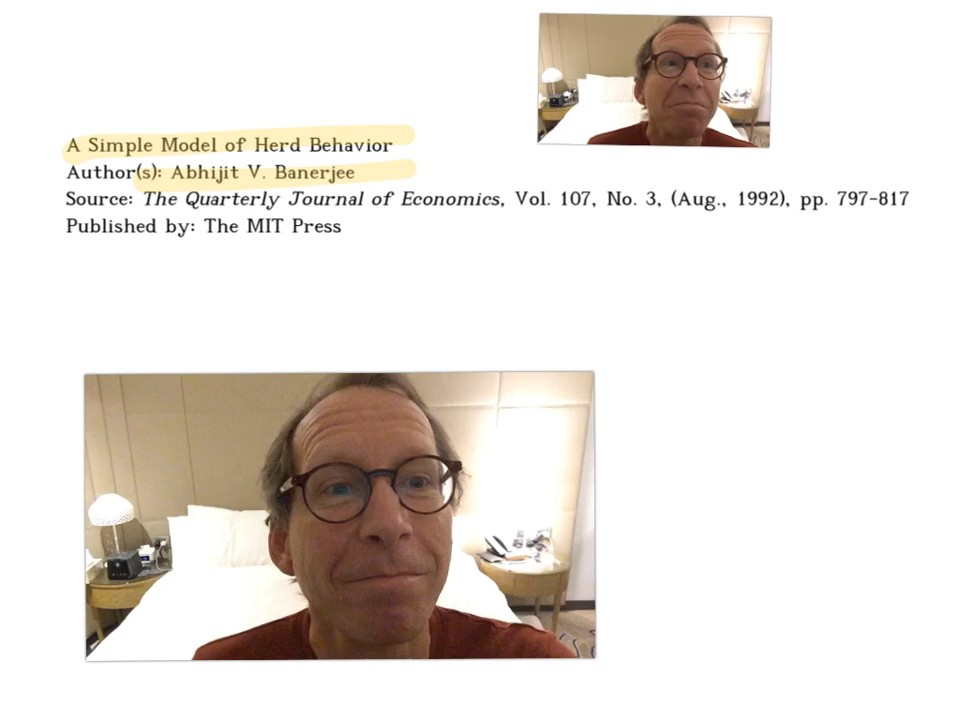 A Simple Model of Herd Behavior
Author(s): Abhijit V. Banerjee
Source: The Quarterly Journal of Economics, Vol. 107, No. 3, (Aug., 1992), pp. 797-817
Published by: The MIT Press